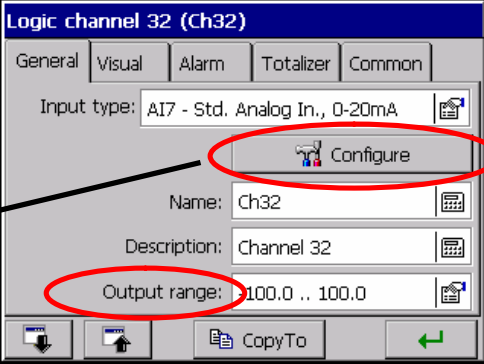 Logic channel 32 (Ch32)
General Visual Alarm Totalizer Common
Input type: AI7 - Std. Analog In., 0-20mA
Configure
Name: Ch32
Description: Channel 32
Output range: -100.0 .. 100.0
CopyTo